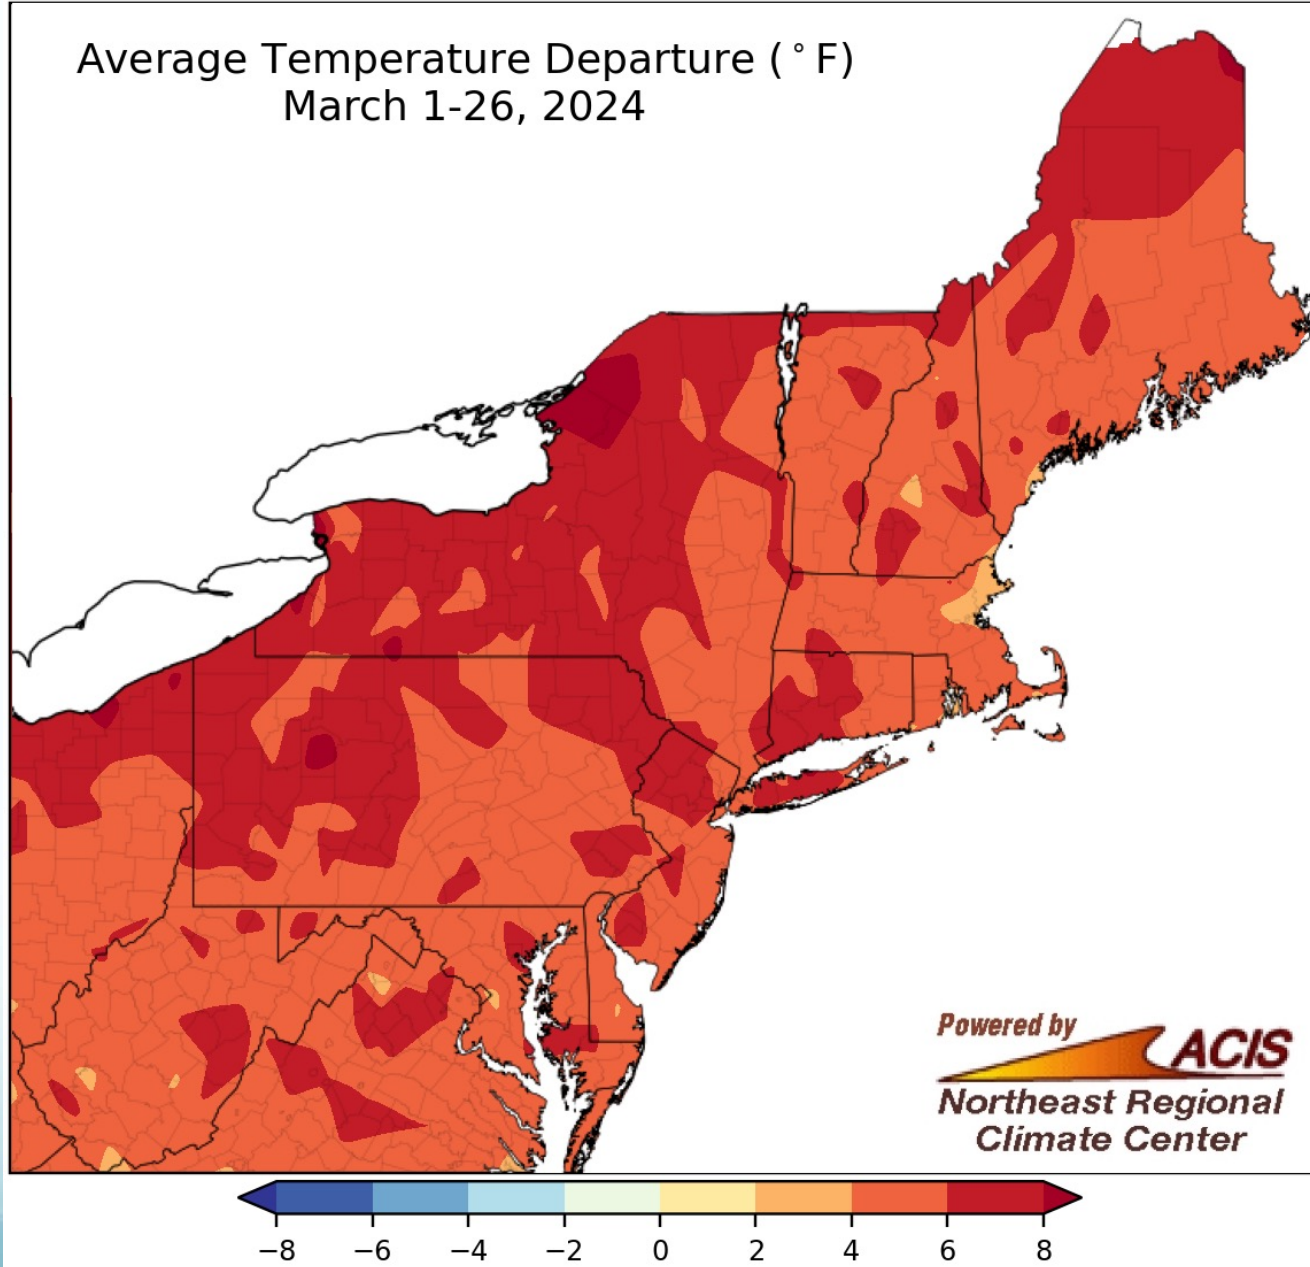 Average Temperature Departure (°F)
March 1-26, 2024
Powered by
ACIS
Northeast Regional
Climate Center
−8 −6 −4 −2 0 2 4 6 8